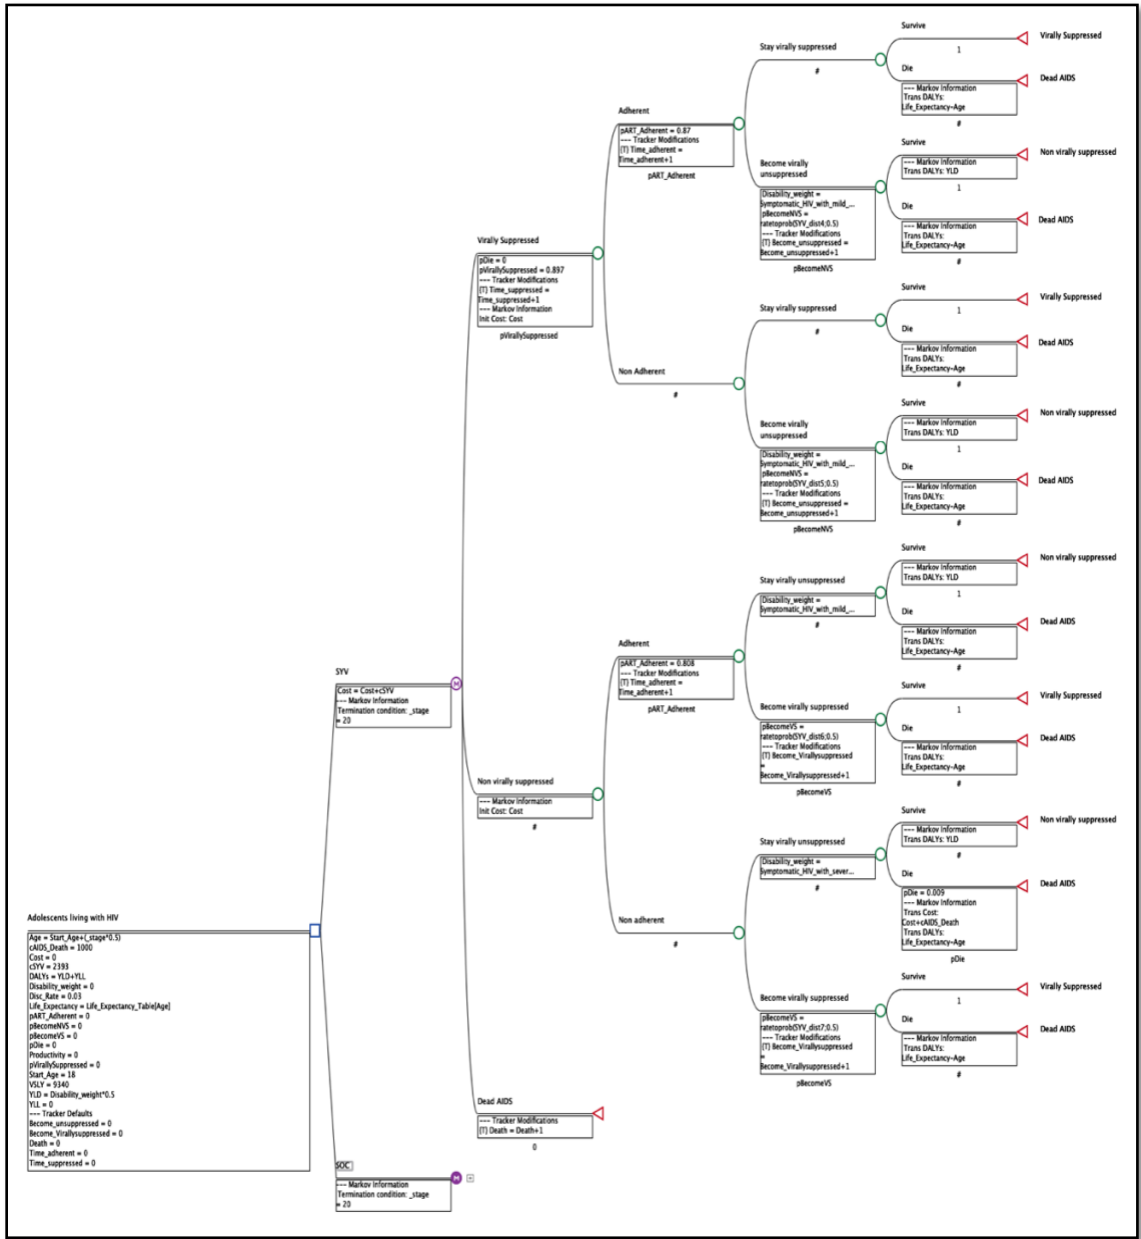 Survive
1
Virally Suppressed
Stay virally suppressed
#
Die
--- Markov Information
Trans DALYs:
Life_Expectancy-Age
#
Dead AIDS
Adherent
pART_Adherent = 0.87
--- Tracker Modifications
{T} Time_adherent =
Time_adherent+1
pART_Adherent
Survive
--- Markov Information
Trans DALYs: YLD
1
Non virally suppressed
Become virally
unsuppressed
Disability_weight =
Symptomatic_HIV_with_mild_...
pBecomeNVS =
ratetoprob(SYV_dist4;0.5)
--- Tracker Modifications
{T} Become_unsuppressed =
Become_unsuppressed+1
pBecomeNVS
Die
--- Markov Information
Trans DALYs:
Life_Expectancy-Age
#
Dead AIDS
Virally Suppressed
pDie = 0
pVirallySuppressed = 0.897
--- Tracker Modifications
{T} Time_suppressed =
Time_suppressed+1
--- Markov Information
Init Cost: Cost
pVirallySuppressed
Survive
1
Virally Suppressed
Stay virally suppressed
#
Die
--- Markov Information
Trans DALYs:
Life_Expectancy-Age
#
Dead AIDS
Non Adherent
#
Survive
--- Markov Information
Trans DALYs: YLD
1
Non virally suppressed
Become virally
unsuppressed
Disability_weight =
Symptomatic_HIV_with_mild_...
pBecomeNVS =
ratetoprob(SYV_dist5;0.5)
--- Tracker Modifications
{T} Become_unsuppressed =
Become_unsuppressed+1
pBecomeNVS
Die
--- Markov Information
Trans DALYs:
Life_Expectancy-Age
#
Dead AIDS
Survive
--- Markov Information
Trans DALYs: YLD
1
Non virally suppressed
Stay virally unsuppressed
Disability_weight =
Symptomatic_HIV_with_mild_...
#
Die
--- Markov Information
Trans DALYs:
Life_Expectancy-Age
#
Dead AIDS
Adherent
pART_Adherent = 0.808
--- Tracker Modifications
{T} Time_adherent =
Time_adherent+1
pART_Adherent
SYV
Cost = Cost+cSYV
--- Markov Information
Termination condition: _stage
= 20
Survive
1
Virally Suppressed
Become virally suppressed
pBecomeVS =
ratetoprob(SYV_dist6;0.5)
--- Tracker Modifications
{T} Become_Virallysuppressed
=
Become_Virallysuppressed+1
pBecomeVS
Die
--- Markov Information
Trans DALYs:
Life_Expectancy-Age
#
Dead AIDS
Non virally suppressed
--- Markov Information
Init Cost: Cost
#
Survive
--- Markov Information
Trans DALYs: YLD
#
Non virally suppressed
Stay virally unsuppressed
Disability_weight =
Symptomatic_HIV_with_sever...
#
Die
pDie = 0.009
--- Markov Information
Trans Cost:
Cost+cAIDS_Death
Trans DALYs:
Life_Expectancy-Age
pDie
Dead AIDS
Non adherent
#
Survive
1
Virally Suppressed
Become virally suppressed
pBecomeVS =
ratetoprob(SYV_dist7;0.5)
--- Tracker Modifications
{T} Become_Virallysuppressed
=
Become_Virallysuppressed+1
pBecomeVS
Die
--- Markov Information
Trans DALYs:
Life_Expectancy-Age
#
Dead AIDS
Adolescents living with HIV
Age = Start_Age+(_stage*0.5)
cAIDS_Death = 1000
Cost = 0
cSYV = 2393
DALYs = YLD+YLL
Disability_weight = 0
Disc_Rate = 0.03
Life_Expectancy = Life_Expectancy_Table[Age]
pART_Adherent = 0
pBecomeNVS = 0
pBecomeVS = 0
pDie = 0
Productivity = 0
pVirallySuppressed = 0
Start_Age = 18
VSLY = 9340
YLD = Disability_weight*0.5
YLL = 0
--- Tracker Defaults
Become_unsuppressed = 0
Become_Virallysuppressed = 0
Death = 0
Time_adherent = 0
Time_suppressed = 0
Dead AIDS
--- Tracker Modifications
{T} Death = Death+1
0
SOC
--- Markov Information
Termination condition: _stage
= 20
M
M